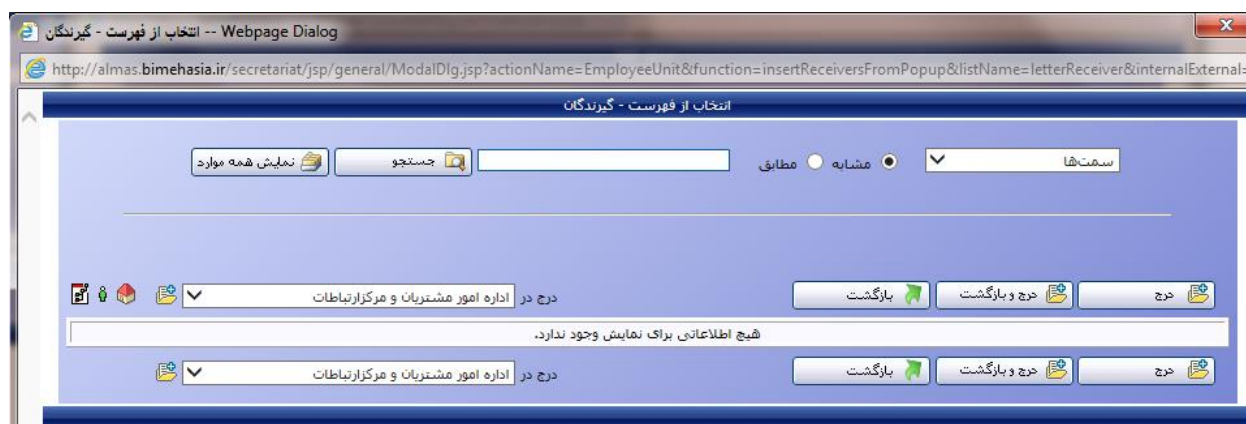 انتخاب از فهرست - گیرندگان -- Webpage Dialog
http://almas.bimehasia.ir/secretariat/jsp/general/ModalDlg.jsp?actionName=EmployeeUnit&function=insertReceiversFromPopup&listName=letterReceiver&internalExternal=
انتخاب از فهرست - گیرندگان
سمت‌ها مشابه مطابق جستجو نمایش همه موارد
درج درج و بازگشت بازگشت درج در اداره امور مشتریان و مرکزارتباطات
هیچ اطلاعاتی برای نمایش وجود ندارد.
درج درج و بازگشت بازگشت درج در اداره امور مشتریان و مرکزارتباطات